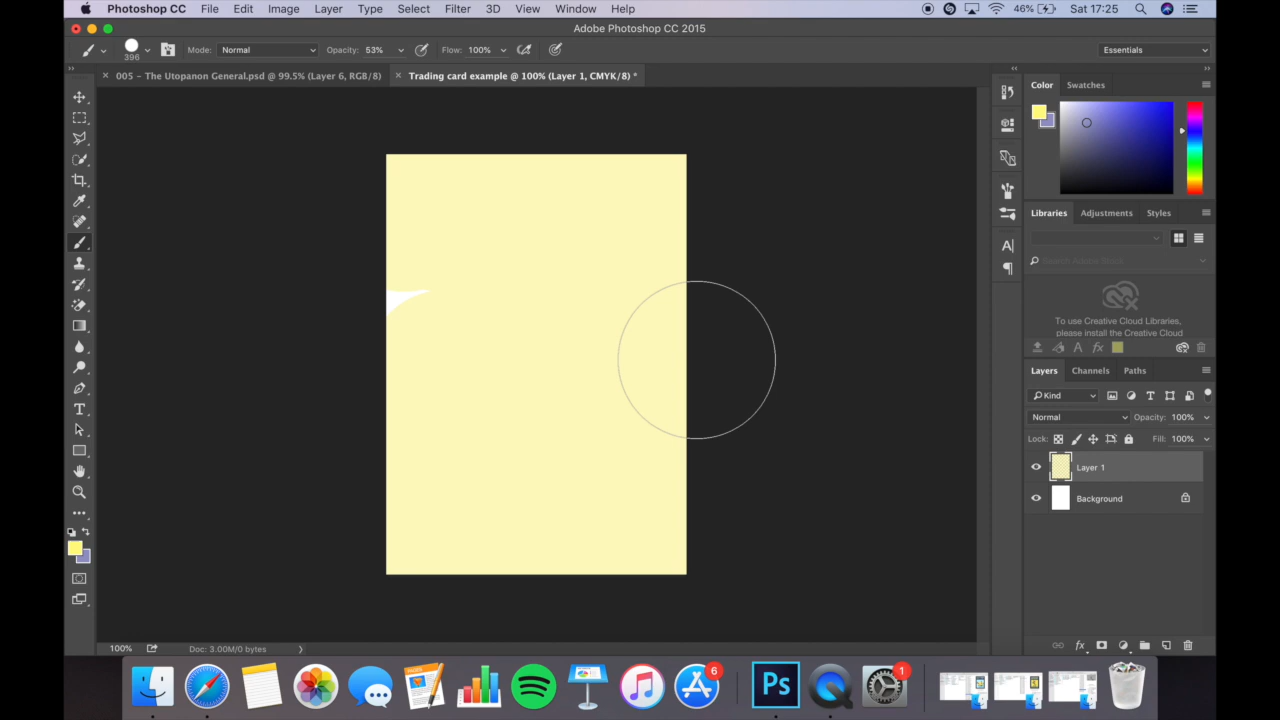 Photoshop CC File Edit Image Layer Type Select Filter 3D View Window Help 46% Sat 17:25
Adobe Photoshop CC 2015
396 Mode: Normal Opacity: 53% Flow: 100% Essentials
× 005 - The Utopanon General.psd @ 99.5% (Layer 6, RGB/8) × Trading card example @ 100% (Layer 1, CMYK/8) *
Color Swatches
Libraries Adjustments Styles
Search Adobe Stock
To use Creative Cloud Libraries,
please install the Creative Cloud
Layers Channels Paths
Kind
Normal Opacity: 100%
Lock: Fill: 100%
Layer 1
Background
100% Doc: 3.00M/0 bytes
6 Ps 1